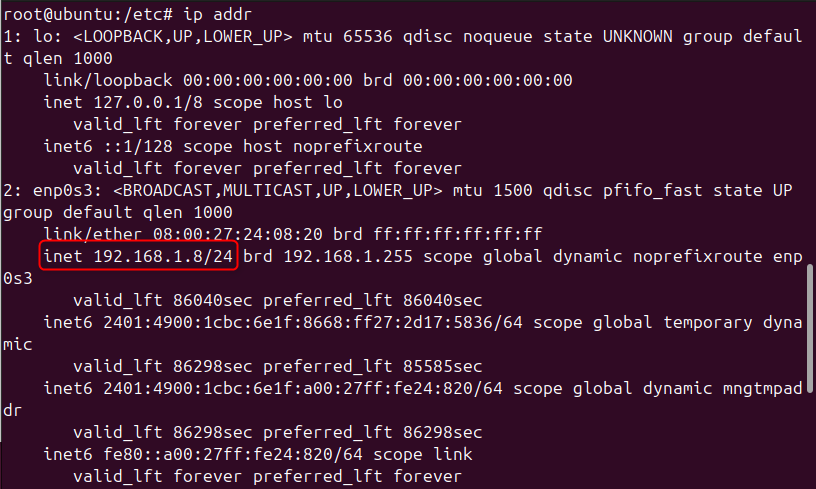 root@ubuntu:/etc# ip addr
1: lo: <LOOPBACK,UP,LOWER_UP> mtu 65536 qdisc noqueue state UNKNOWN group defaul
t qlen 1000
    link/loopback 00:00:00:00:00:00 brd 00:00:00:00:00:00
    inet 127.0.0.1/8 scope host lo
       valid_lft forever preferred_lft forever
    inet6 ::1/128 scope host noprefixroute
       valid_lft forever preferred_lft forever
2: enp0s3: <BROADCAST,MULTICAST,UP,LOWER_UP> mtu 1500 qdisc pfifo_fast state UP
group default qlen 1000
    link/ether 08:00:27:24:08:20 brd ff:ff:ff:ff:ff:ff
    inet 192.168.1.8/24 brd 192.168.1.255 scope global dynamic noprefixroute enp
0s3
       valid_lft 86040sec preferred_lft 86040sec
    inet6 2401:4900:1cbc:6e1f:8668:ff27:2d17:5836/64 scope global temporary dyna
mic
       valid_lft 86298sec preferred_lft 85585sec
    inet6 2401:4900:1cbc:6e1f:a00:27ff:fe24:820/64 scope global dynamic mngtmpad
dr
       valid_lft 86298sec preferred_lft 86298sec
    inet6 fe80::a00:27ff:fe24:820/64 scope link
       valid_lft forever preferred_lft forever